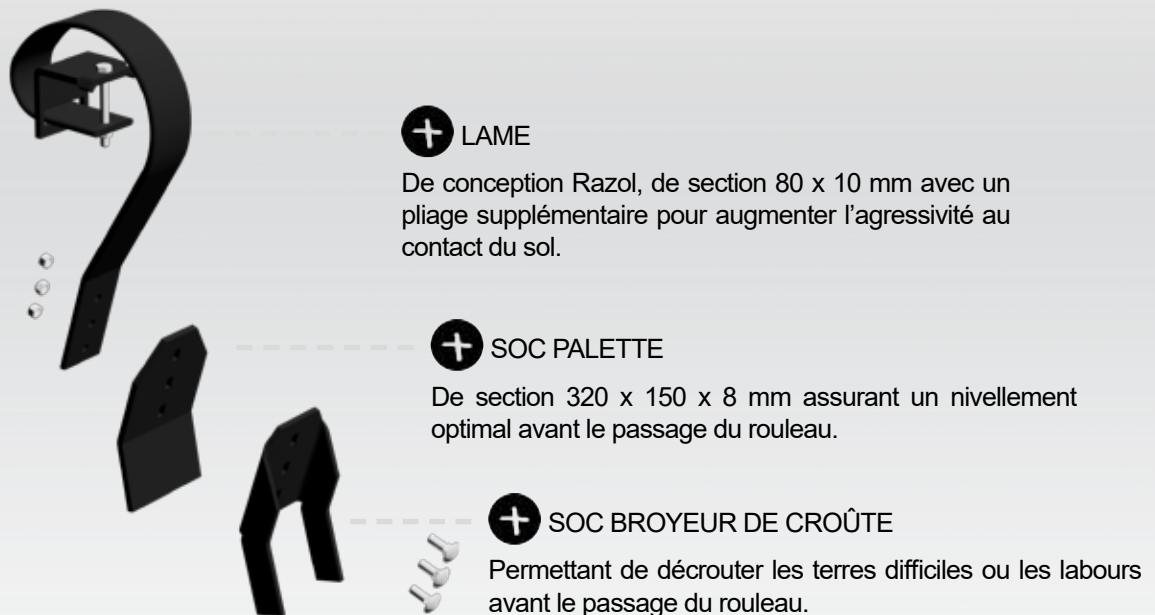 LAME
De conception Razol, de section 80 x 10 mm avec un
pliage supplémentaire pour augmenter l’agressivité au
contact du sol.
SOC PALETTE
De section 320 x 150 x 8 mm assurant un nivellement
optimal avant le passage du rouleau.
SOC BROYEUR DE CROÛTE
Permettant de décrouter les terres difficiles ou les labours
avant le passage du rouleau.